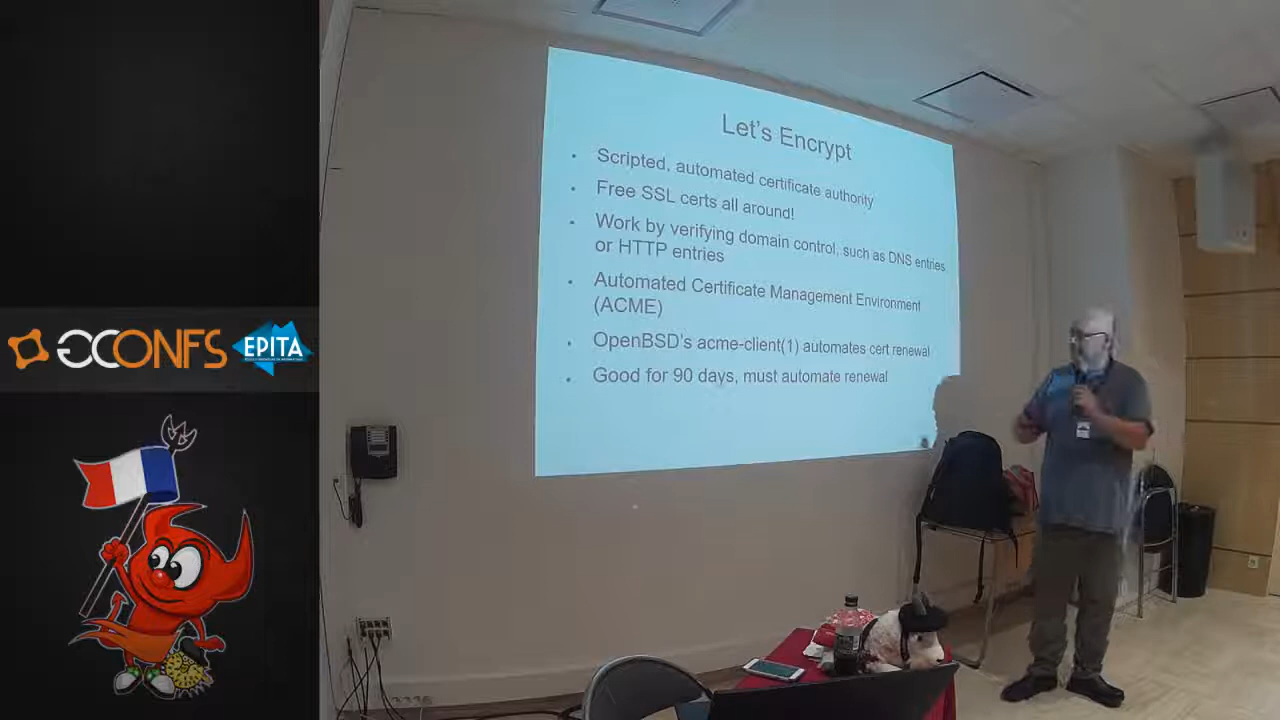 Let's Encrypt
Scripted, automated certificate authority
Free SSL certs all around!
Work by verifying domain control, such as DNS entries
or HTTP entries
Automated Certificate Management Environment
(ACME)
OpenBSD's acme-client(1) automates cert renewal
Good for 90 days, must automate renewal
GCONFS
EPITA